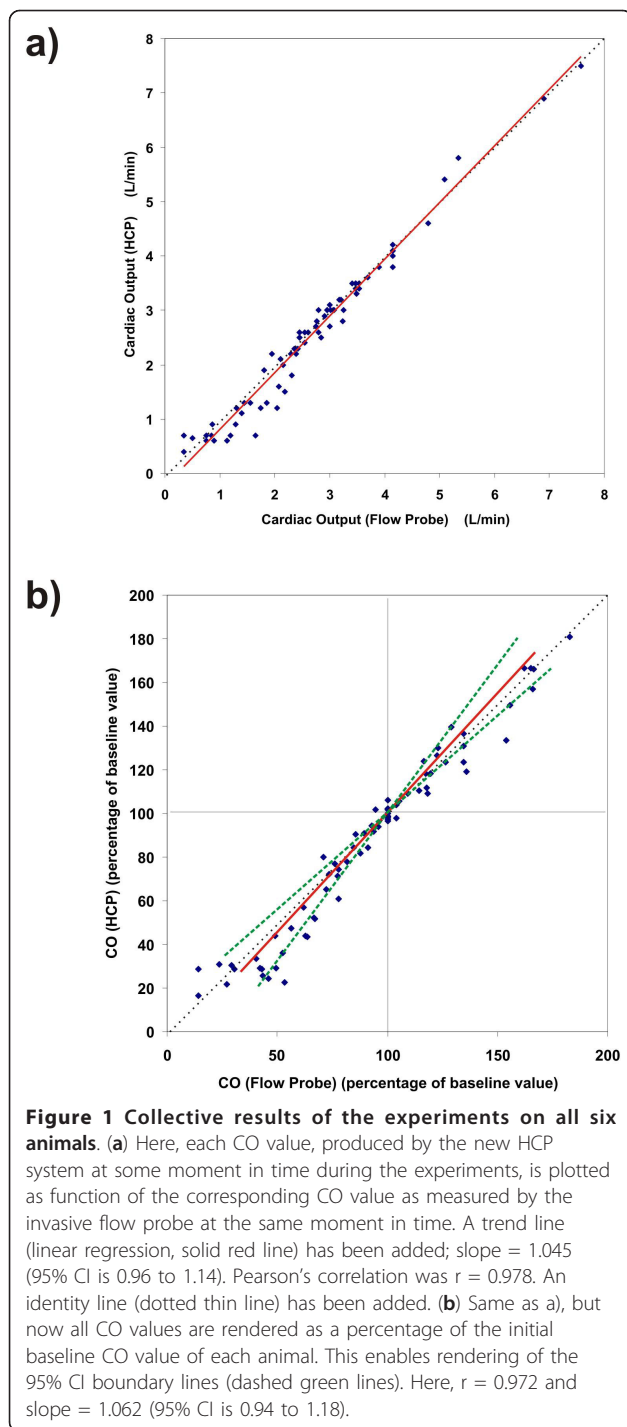 a)
8
7
6
5
4
3
2
1
0
Cardiac Output (HCP) (L/min)
0 1 2 3 4 5 6 7 8
Cardiac Output (Flow Probe) (L/min)
b)
200
180
160
140
120
100
80
60
40
20
0
CO (HCP) (percentage of baseline value)
0 50 100 150 200
CO (Flow Probe) (percentage of baseline value)
Figure 1 Collective results of the experiments on all six
animals. (a) Here, each CO value, produced by the new HCP
system at some moment in time during the experiments, is plotted
as function of the corresponding CO value as measured by the
invasive flow probe at the same moment in time. A trend line
(linear regression, solid red line) has been added; slope = 1.045
(95% CI is 0.96 to 1.14). Pearson's correlation was r = 0.978. An
identity line (dotted thin line) has been added. (b) Same as a), but
now all CO values are rendered as a percentage of the initial
baseline CO value of each animal. This enables rendering of the
95% CI boundary lines (dashed green lines). Here, r = 0.972 and
slope = 1.062 (95% CI is 0.94 to 1.18).